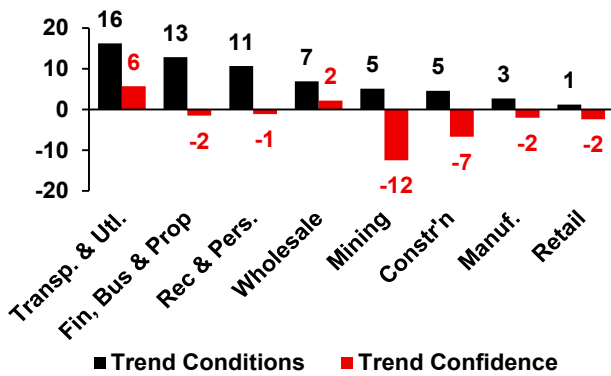 20
10
0
-10
-20
16
6
13
-2
11
-1
7
2
5
-12
5
-7
3
-2
1
-2
Transp. & Utl.
Fin, Bus & Prop
Rec & Pers.
Wholesale
Mining
Constr'n
Manuf.
Retail
Trend Conditions
Trend Confidence